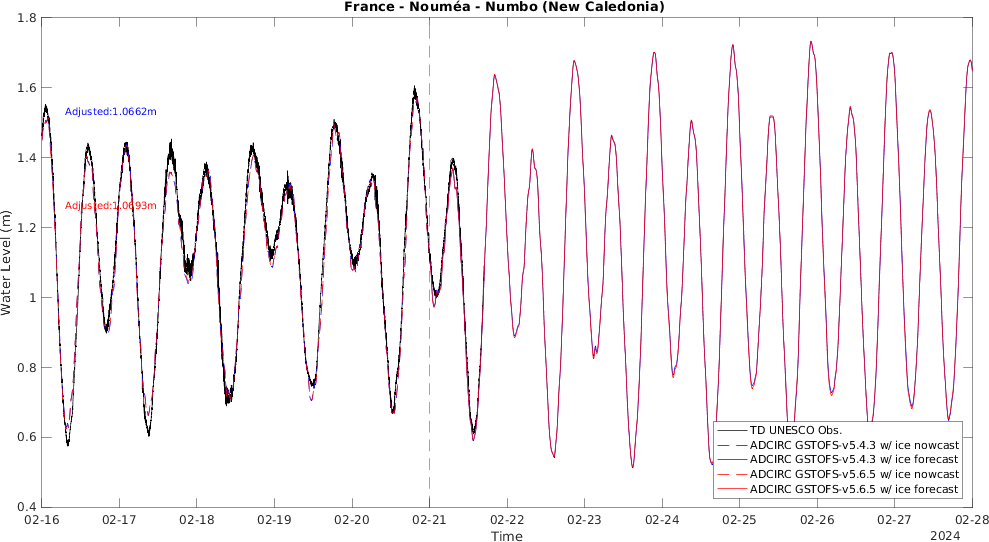 France - Nouméa - Numbo (New Caledonia)
1.8
1.6
1.4
1.2
1
0.8
0.6
0.4
Water Level (m)
Adjusted:1.0662m
Adjusted:1.0693m
TD UNESCO Obs.
ADCIRC GSTOFS-v5.4.3 w/ ice nowcast
ADCIRC GSTOFS-v5.4.3 w/ ice forecast
ADCIRC GSTOFS-v5.6.5 w/ ice nowcast
ADCIRC GSTOFS-v5.6.5 w/ ice forecast
02-16 02-17 02-18 02-19 02-20 02-21 02-22 02-23 02-24 02-25 02-26 02-27 02-28
Time
2024